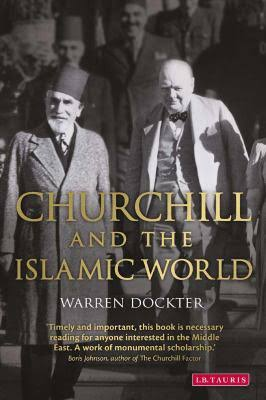 CHURCHILL
AND THE
ISLAMIC WORLD
WARREN DOCKTER
'Timely and important, this book is necessary
reading for anyone interested in the Middle
East. A work of monumental scholarship.'
Boris Johnson, author of The Churchill Factor
I.B.TAURIS